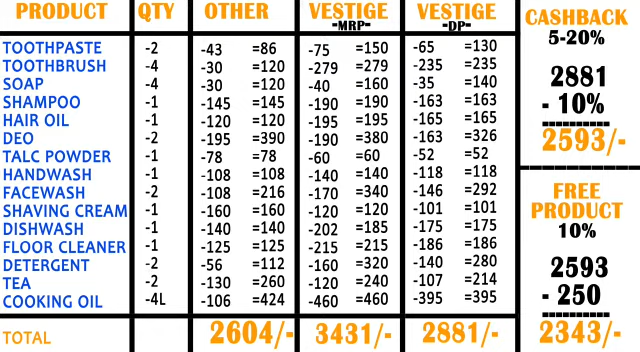 PRODUCT QTY OTHER VESTIGE -MRP- VESTIGE -DP-
TOOTHPASTE -2 -43 =86 -75 =150 -65 =130
TOOTHBRUSH -4 -30 =120 -279 =279 -235 =235
SOAP -4 -30 =120 -40 =160 -35 =140
SHAMPOO -1 -145 =145 -190 =190 -163 =163
HAIR OIL -1 -120 =120 -195 =195 -165 =165
DEO -2 -195 =390 -190 =380 -163 =326
TALC POWDER -1 -78 =78 -60 =60 -52 =52
HANDWASH -1 -108 =108 -140 =140 -118 =118
FACEWASH -2 -108 =216 -170 =340 -146 =292
SHAVING CREAM -1 -160 =160 -120 =120 -101 =101
DISHWASH -1 -140 =140 -202 =185 -175 =175
FLOOR CLEANER -1 -125 =125 -215 =215 -186 =186
DETERGENT -2 -56 =112 -160 =320 -140 =280
TEA -2 -130 =260 -120 =240 -107 =214
COOKING OIL -4L -106 =424 -460 =460 -395 =395
TOTAL 2604/- 3431/- 2881/-
CASHBACK
5-20%
2881
- 10%
----------
2593/-
FREE
PRODUCT
10%
2593
- 250
----------
2343/-